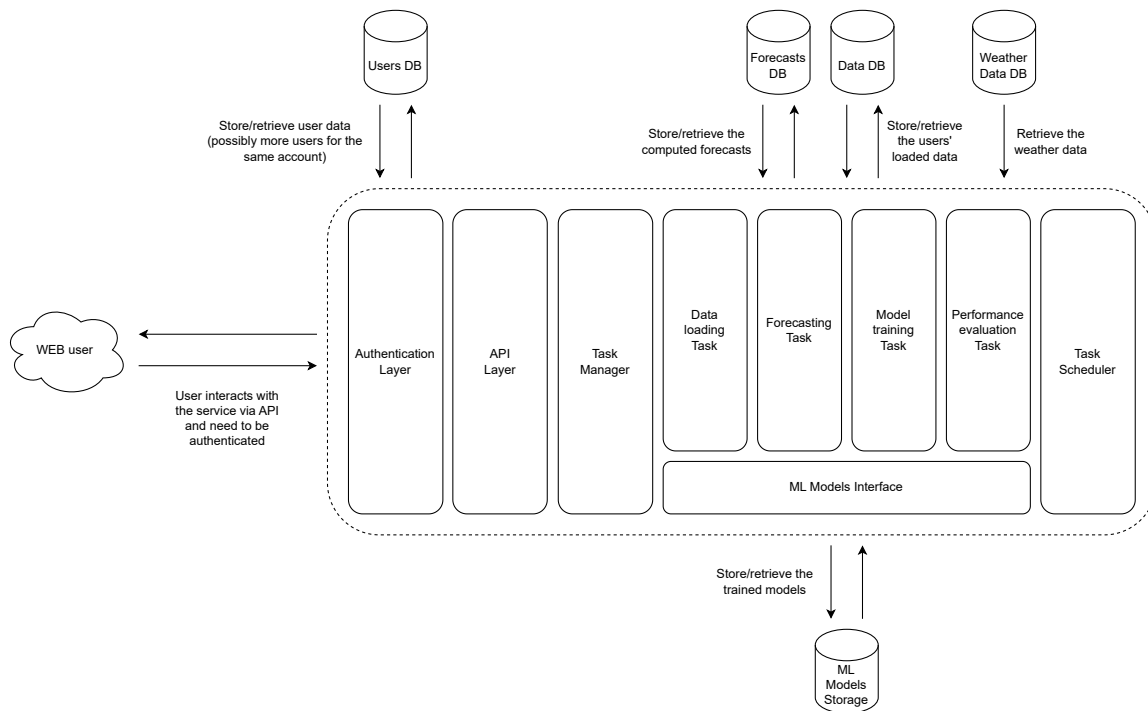 Users DB
Forecasts
DB
Data DB
Weather
Data DB
Store/retrieve user data
(possibly more users for the
same account)
Store/retrieve the
computed forecasts
Store/retrieve
the users'
loaded data
Retrieve the
weather data
WEB user
User interacts with
the service via API
and need to be
authenticated
Authentication
Layer
API
Layer
Task
Manager
Data
loading
Task
Forecasting
Task
Model
training
Task
Performance
evaluation
Task
Task
Scheduler
ML Models Interface
Store/retrieve the
trained models
ML
Models
Storage